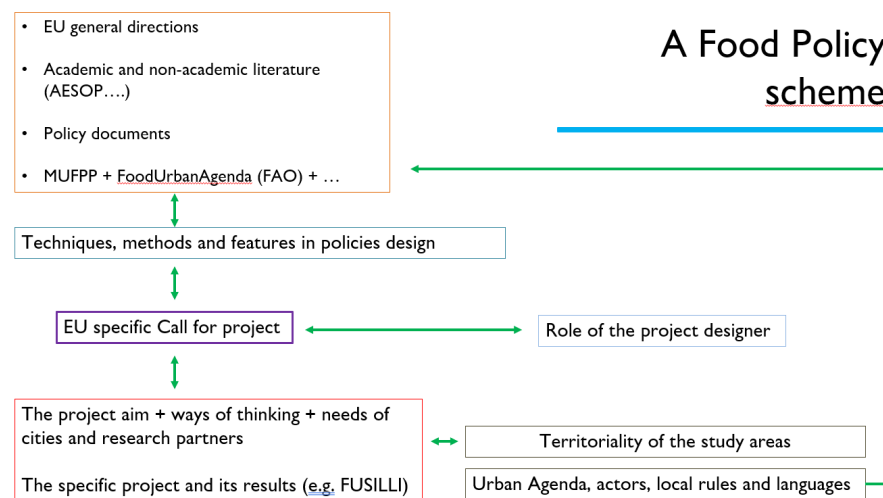 • EU general directions
• Academic and non-academic literature
(AESOP….)
• Policy documents
• MUFPP + FoodUrbanAgenda (FAO) + …
A Food Policy
scheme
Techniques, methods and features in policies design
EU specific Call for project
Role of the project designer
The project aim + ways of thinking + needs of
cities and research partners
The specific project and its results (e.g. FUSILLI)
Territoriality of the study areas
Urban Agenda, actors, local rules and languages